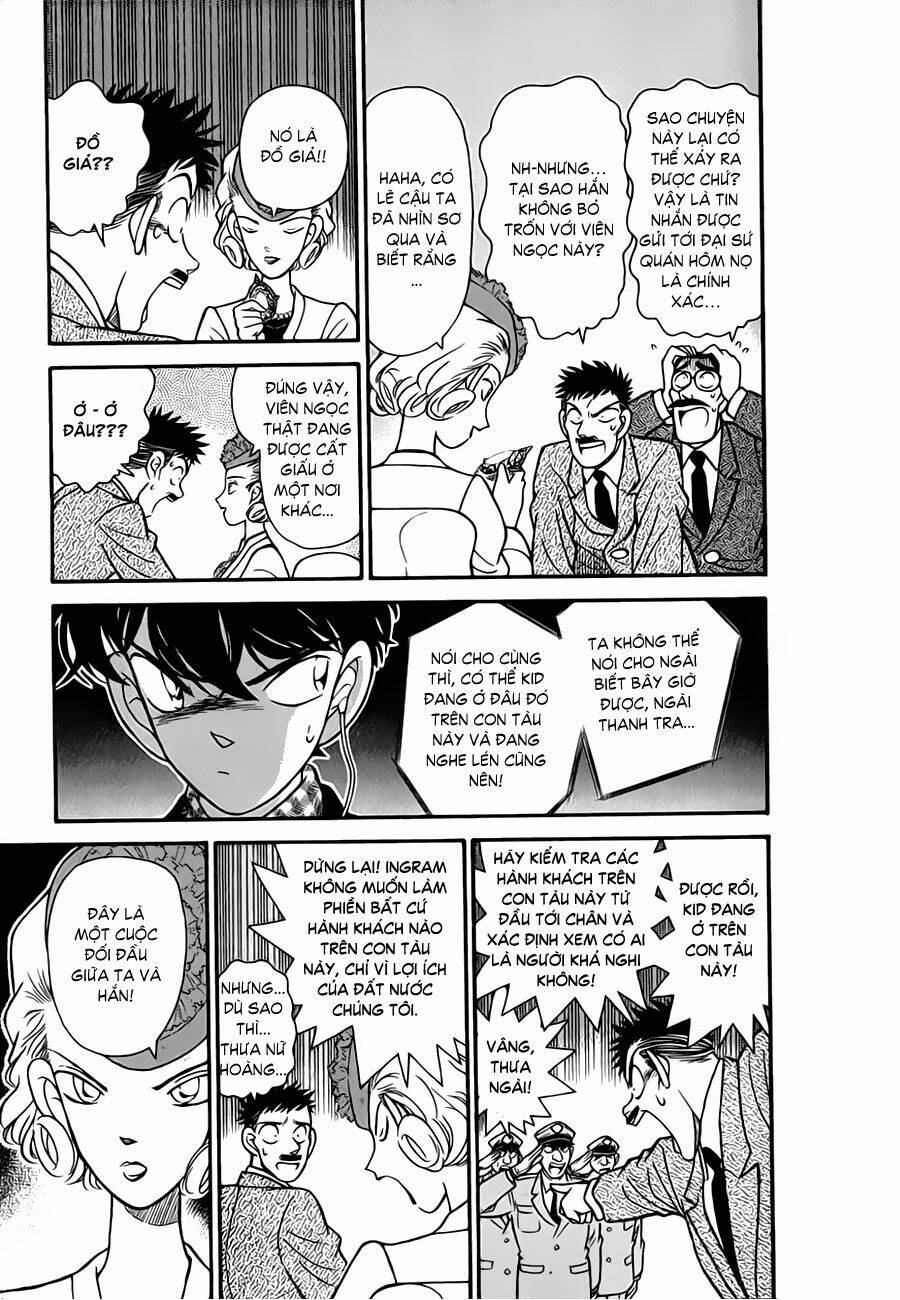 SAO CHUYỆN
NÀY LẠI CÓ
THỂ XẢY RA
ĐƯỢC CHỨ?
VẬY LÀ TIN
NHẮN ĐƯỢC
GỬI TỚI ĐẠI SỨ
QUÁN HÔM NỌ
LÀ CHÍNH
XÁC...
NH-NHƯNG...
TẠI SAO HẮN
KHÔNG BỎ
TRỐN VỚI VIÊN
NGỌC NÀY?
HAHA, CÓ
LẼ CẬU TA
ĐÃ NHÌN SƠ
QUA VÀ
BIẾT RẰNG
...
NÓ LÀ
ĐỒ GIẢ!!
ĐỒ
GIẢ??
ĐÚNG VẬY,
VIÊN NGỌC
THẬT ĐANG
ĐƯỢC CẤT
GIẤU Ở
MỘT NƠI
KHÁC...
Ở - Ở
ĐÂU???
TA KHÔNG THỂ
NÓI CHO NGÀI
BIẾT BÂY GIỜ
ĐƯỢC, NGÀI
THANH TRA...
NÓI CHO CÙNG
THÌ, CÓ THỂ KID
ĐANG Ở ĐÂU ĐÓ
TRÊN CON TÀU
NÀY VÀ ĐANG
NGHE LÉN CŨNG
NÊN!
ĐƯỢC RỒI,
KID ĐANG
Ở TRÊN
CON TÀU
NÀY!
HÃY KIỂM TRA CÁC
HÀNH KHÁCH TRÊN
CON TÀU NÀY TỪ
ĐẦU TỚI CHÂN VÀ
XÁC ĐỊNH XEM CÓ AI
LÀ NGƯỜI KHẢ NGHI
KHÔNG!
VÂNG,
THƯA
NGÀI!
DỪNG LẠI! INGRAM
KHÔNG MUỐN LÀM
PHIỀN BẤT CỨ
HÀNH KHÁCH NÀO
TRÊN CON TÀU
NÀY, CHỈ VÌ LỢI ÍCH
CỦA ĐẤT NƯỚC
CHÚNG TÔI.
NHƯNG...
DÙ SAO
THÌ...
THƯA NỮ
HOÀNG...
ĐÂY LÀ
MỘT CUỘC
ĐỐI ĐẦU
GIỮA TA VÀ
HẮN!